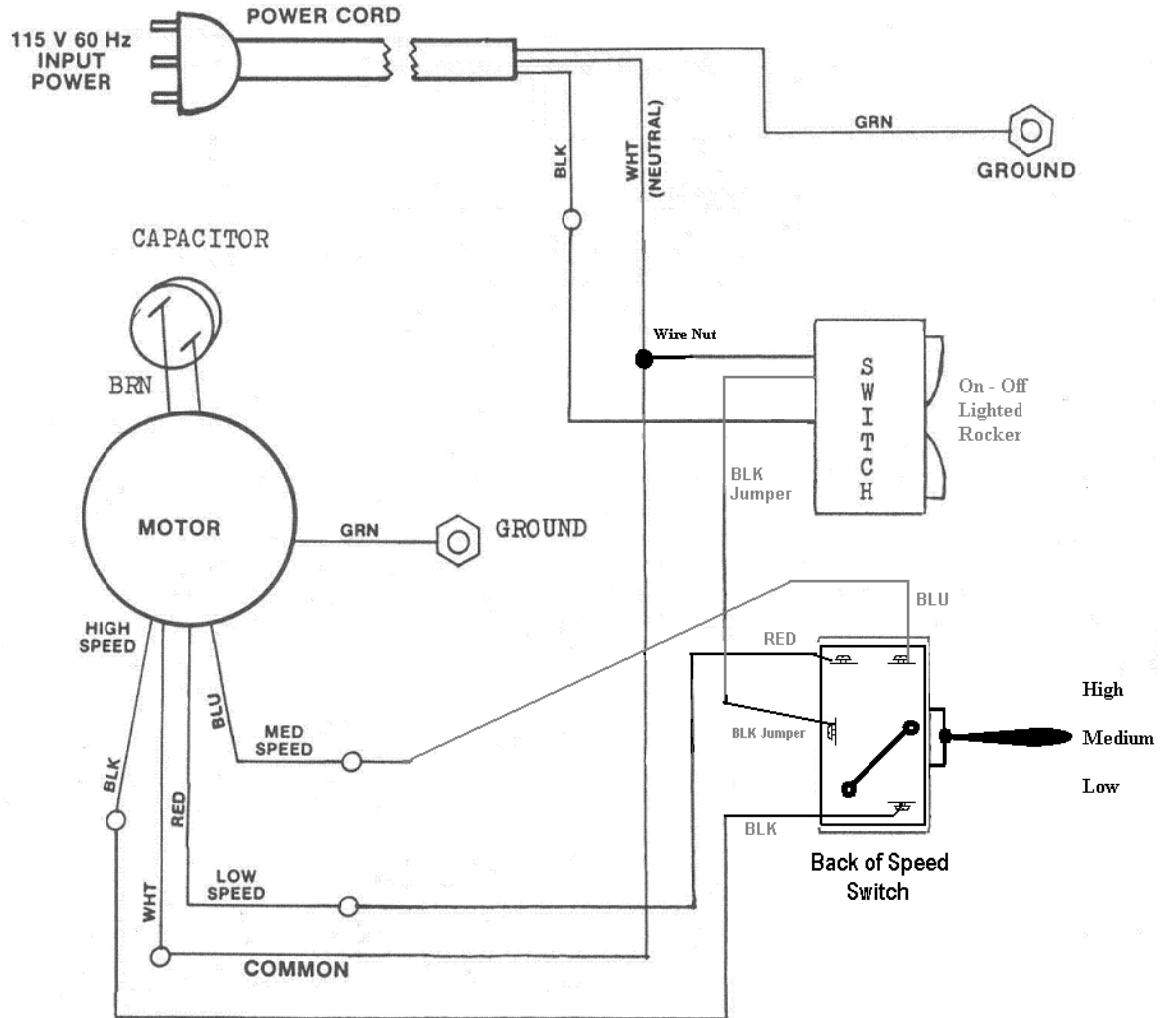 POWER CORD
115 V 60 Hz
INPUT
POWER
BLK
WHT
(NEUTRAL)
GRN
GROUND
CAPACITOR
BRN
Wire Nut
SWITCH
On - Off
Lighted
Rocker
BLK
Jumper
MOTOR
GRN
GROUND
HIGH
SPEED
BLU
RED
BLU
MED
SPEED
BLK Jumper
High
Medium
Low
BLK
RED
BLK
WHT
LOW
SPEED
Back of Speed
Switch
COMMON